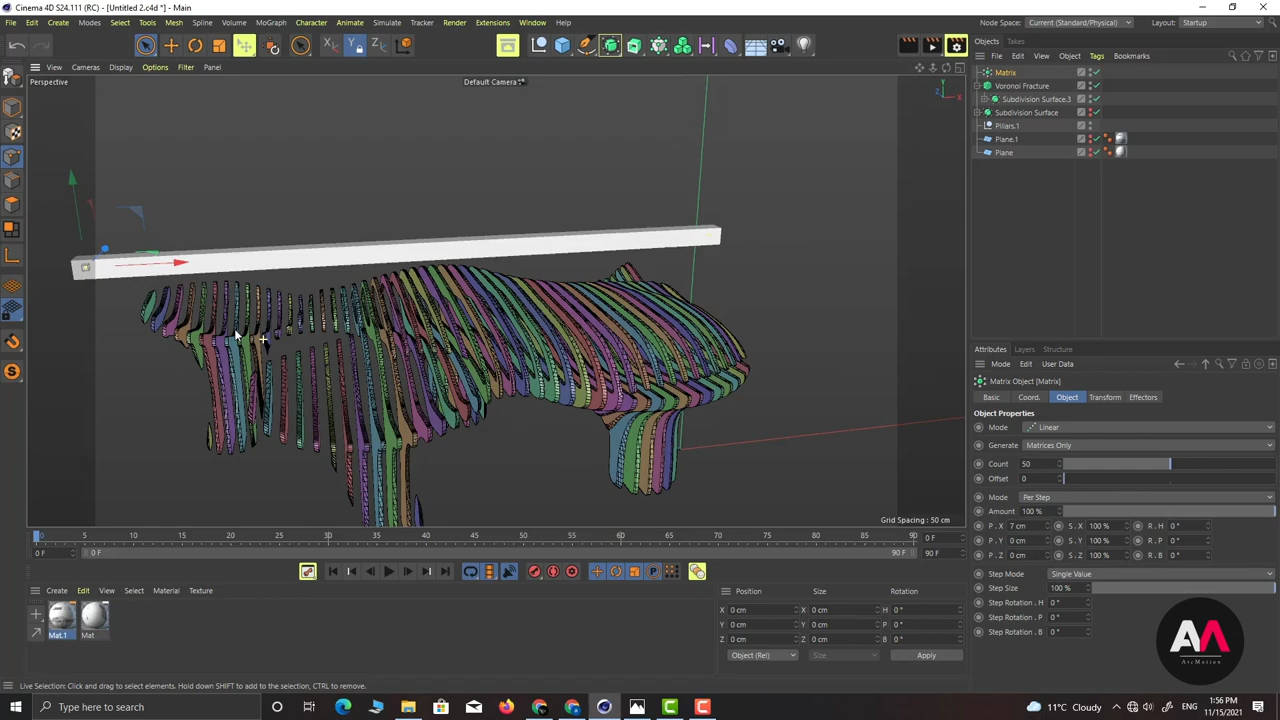 Cinema 4D S24.111 (RC) - [Untitled 2.c4d *] - Main
File Edit Create Modes Select Tools Mesh Spline Volume MoGraph Character Animate Simulate Tracker Render Extensions Window Help
Node Space: Current (Standard/Physical) Layout: Startup
X Y Z
Objects Takes
View Cameras Display Options Filter Panel
File Edit View Object Tags Bookmarks
Perspective
Default Camera
Y
Z
X
Matrix
Voronoi Fracture
Subdivision Surface.3
Subdivision Surface
Pillars.1
Plane.1
Plane
Attributes Layers Structure
Mode Edit User Data
Matrix Object [Matrix]
Basic Coord. Object Transform Effectors
Object Properties
Mode Linear
Generate Matrices Only
Count 50
Offset 0
Mode Per Step
Amount 100 %
P . X 7 cm S . X 100 % R . H 0 °
P . Y 0 cm S . Y 100 % R . P 0 °
P . Z 0 cm S . Z 100 % R . B 0 °
Step Mode Single Value
Step Size 100 %
Step Rotation . H 0 °
Step Rotation . P 0 °
Step Rotation . B 0 °
Grid Spacing : 50 cm
0 5 10 15 20 25 30 35 40 45 50 55 60 65 70 75 80 85 90 0 F
0 F 0 F 90 F 90 F
Create Edit View Select Material Texture
Mat.1 Mat
Position Size Rotation
X 0 cm X 0 cm H 0 °
Y 0 cm Y 0 cm P 0 °
Z 0 cm Z 0 cm B 0 °
Object (Rel) Size Apply
ArcMotion
Live Selection: Click and drag to select elements. Hold down SHIFT to add to the selection, CTRL to remove.
Type here to search
11°C Cloudy
1:56 PM
11/15/2021